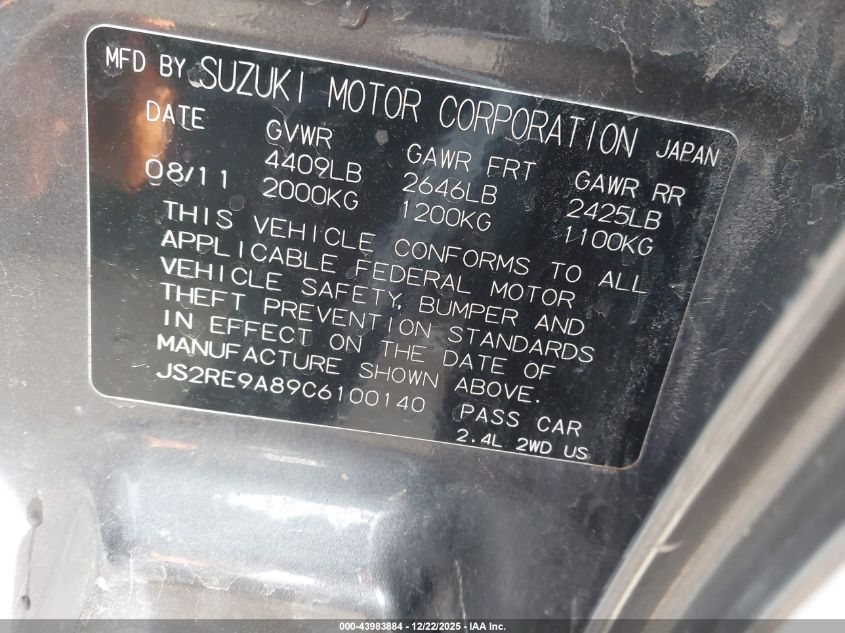 MFD BY SUZUKI MOTOR CORPORATION JAPAN
DATE GVWR GAWR FRT GAWR RR
08/11 4409LB 2646LB 2425LB
2000KG 1200KG 1100KG
THIS VEHICLE CONFORMS TO ALL
APPLICABLE FEDERAL MOTOR
VEHICLE SAFETY, BUMPER AND
THEFT PREVENTION STANDARDS
IN EFFECT ON THE DATE OF
MANUFACTURE SHOWN ABOVE.
JS2RE9A89C6100140 PASS CAR
2.4L 2WD US
000-43983884 - 12/22/2025 - IAA Inc.